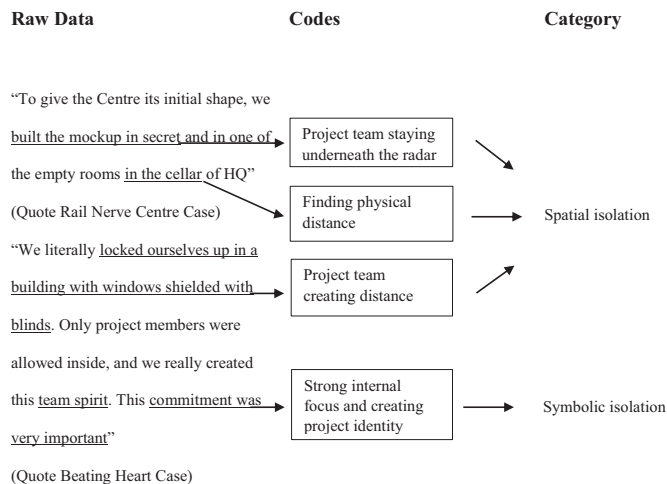 Raw Data
Codes
Category
“To give the Centre its initial shape, we
built the mockup in secret and in one of
the empty rooms in the cellar of HQ”
(Quote Rail Nerve Centre Case)
“We literally locked ourselves up in a
building with windows shielded with
blinds. Only project members were
allowed inside, and we really created
this team spirit. This commitment was
very important”
(Quote Beating Heart Case)
Project team staying
underneath the radar
Finding physical
distance
Project team
creating distance
Strong internal
focus and creating
project identity
Spatial isolation
Symbolic isolation